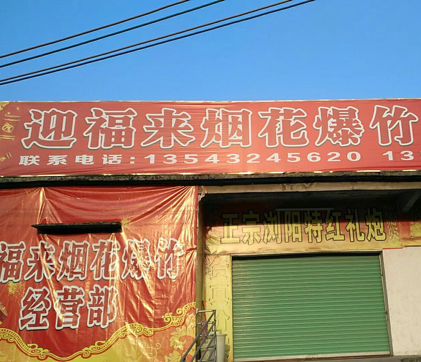 迎福来烟花爆竹
联系电话:13543245620 13
正宗浏阳特红礼炮
福来烟花爆竹
经营部